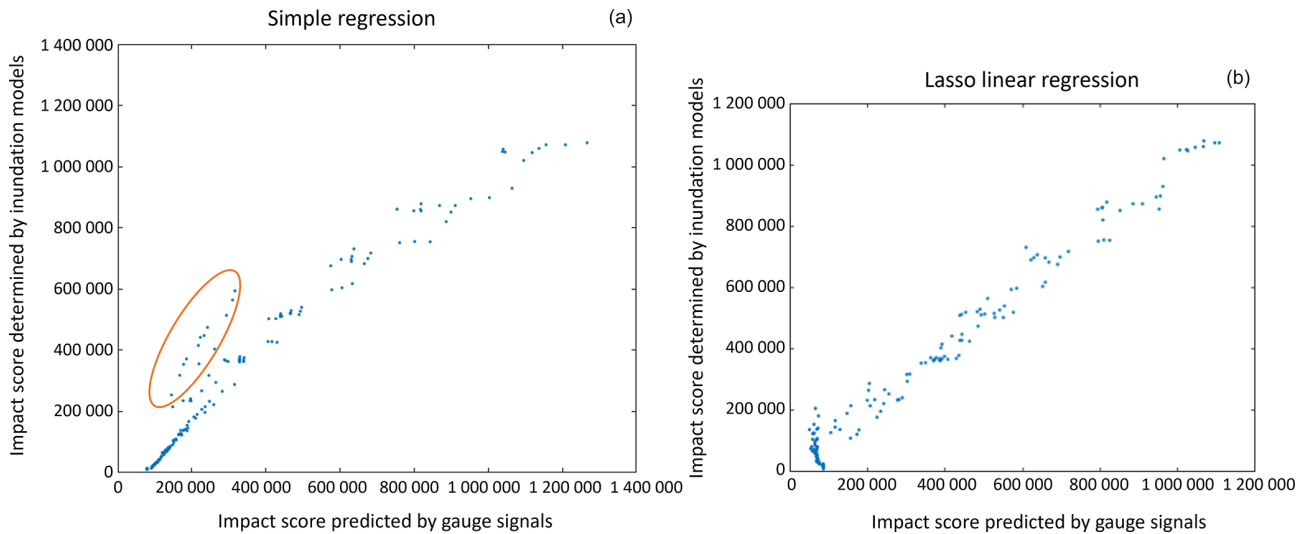 Simple regression
(a)
Impact score determined by inundation models
1 400 000
1 200 000
1 000 000
800 000
600 000
400 000
200 000
0
0 200 000 400 000 600 000 800 000 1 000 000 1 200 000 1 400 000
Impact score predicted by gauge signals
Lasso linear regression
(b)
Impact score determined by inundation models
1 200 000
1 000 000
800 000
600 000
400 000
200 000
0
0 200 000 400 000 600 000 800 000 1 000 000 1 200 000
Impact score predicted by gauge signals